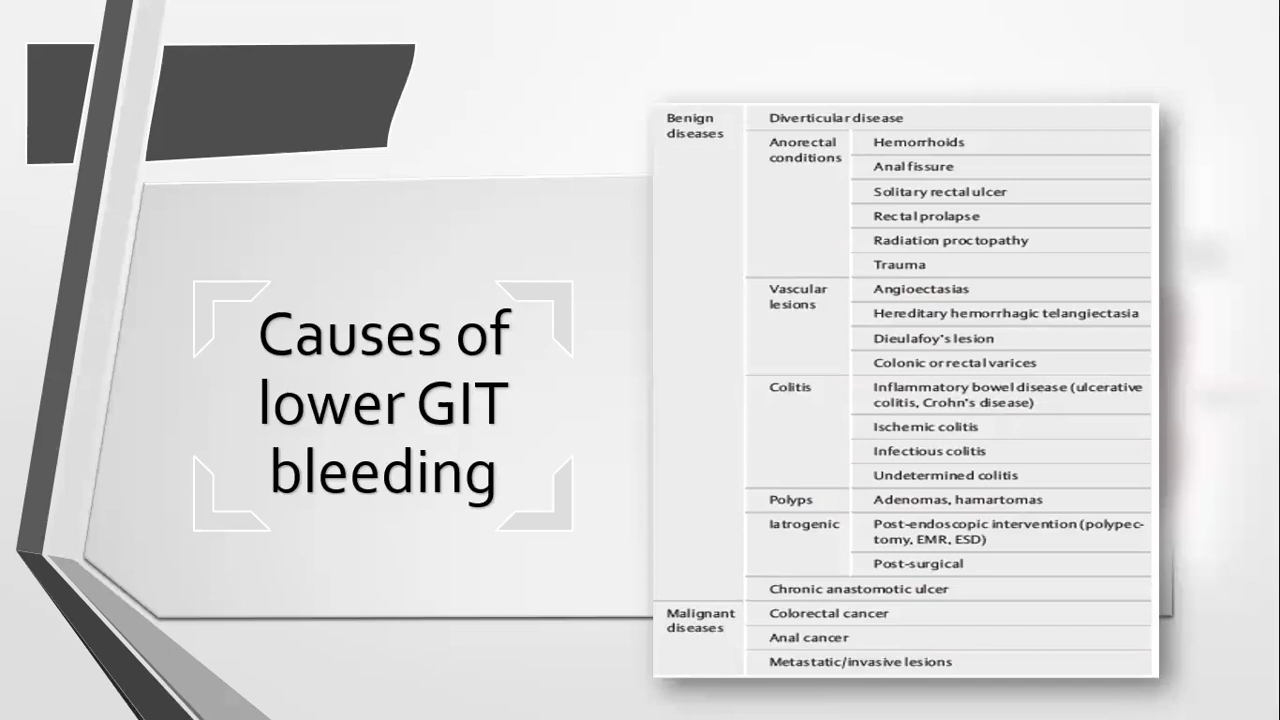 Causes of
lower GIT
bleeding
Benign
diseases
Diverticular disease
Anorectal
conditions
Hemorrhoids
Anal fissure
Solitary rectal ulcer
Rectal prolapse
Radiation proctopathy
Trauma
Vascular
lesions
Angioectasias
Hereditary hemorrhagic telangiectasia
Dieulafoy's lesion
Colonic or rectal varices
Colitis
Inflammatory bowel disease (ulcerative
colitis, Crohn's disease)
Ischemic colitis
Infectious colitis
Undetermined colitis
Polyps
Adenomas, hamartomas
Iatrogenic
Post-endoscopic intervention (polypec-
tomy, EMR, ESD)
Post-surgical
Chronic anastomotic ulcer
Malignant
diseases
Colorectal cancer
Anal cancer
Metastatic/invasive lesions